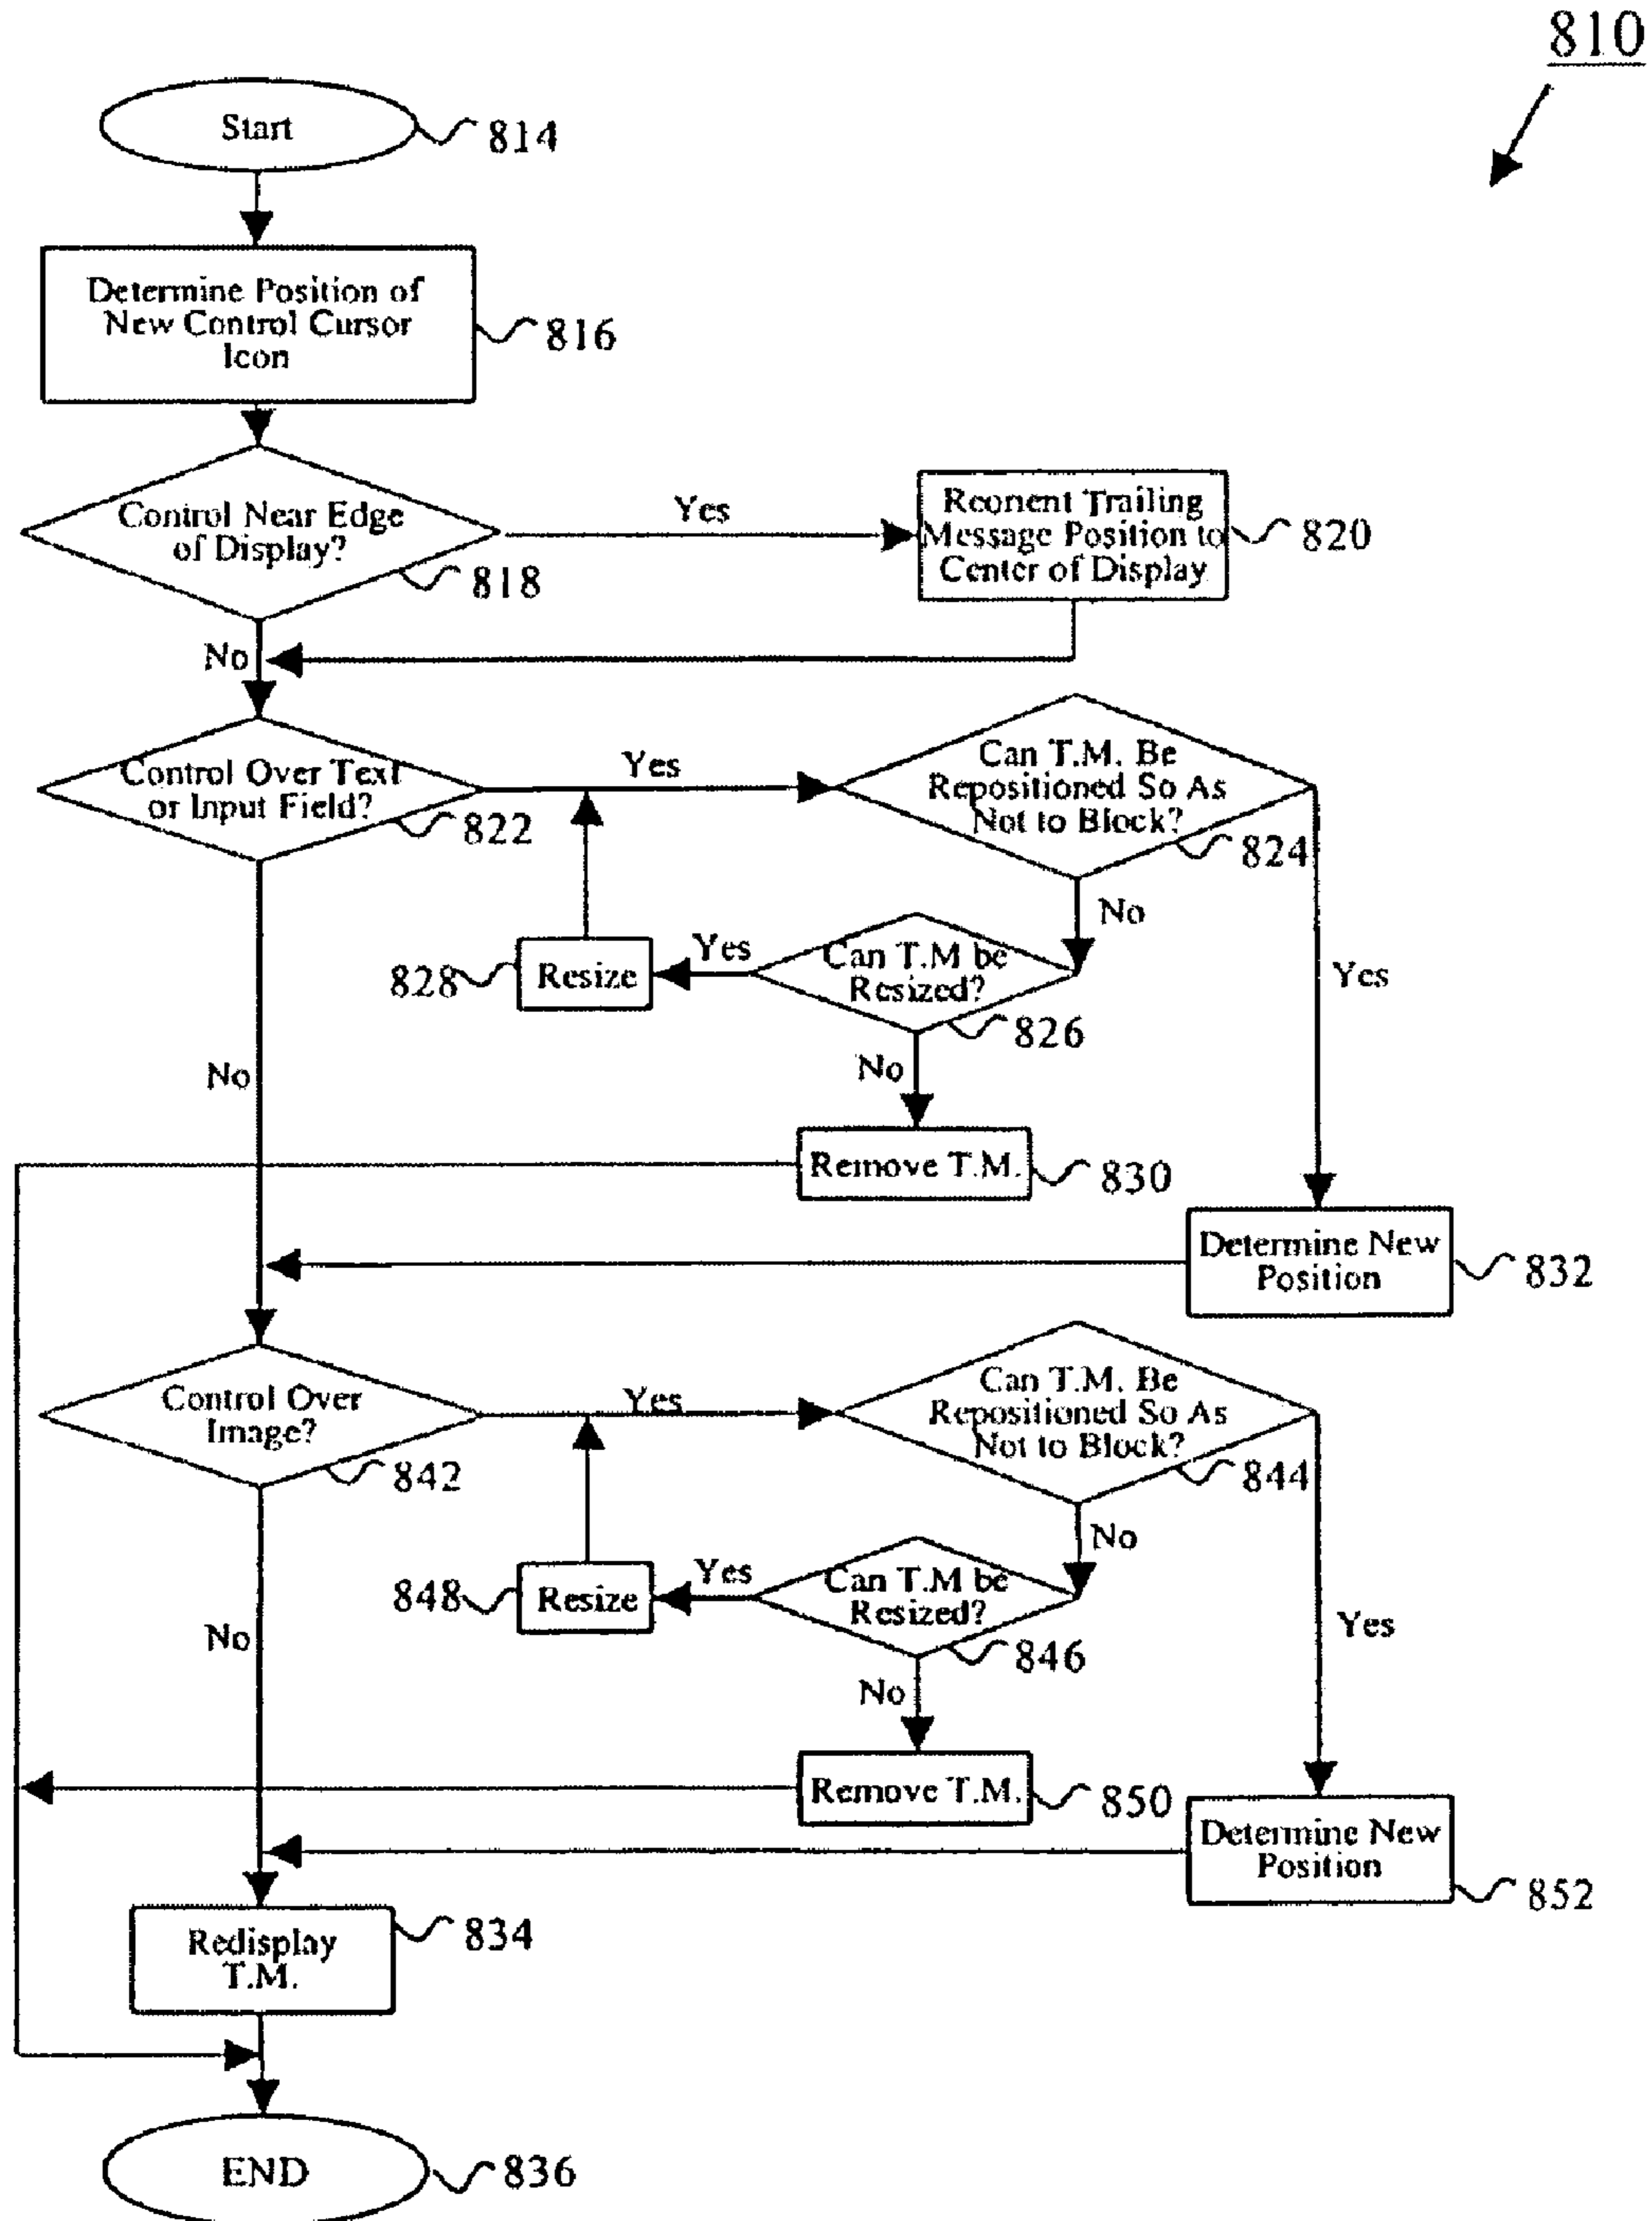 810
Start
814
Determine Position of
New Control Cursor
Icon
816
Control Near Edge
of Display?
818
Yes
Reonent Trailing
Message Position to
Center of Display
820
No
Control Over Text
or Input Field?
822
Yes
Can T.M. Be
Repositioned So As
Not to Block?
824
No
Can T.M be
Resized?
826
Yes
Resize
828
Yes
No
No
Remove T.M.
830
Determine New
Position
832
Control Over
Image?
842
Yes
Can T.M. Be
Repositioned So As
Not to Block?
844
No
Can T.M be
Resized?
846
Yes
Resize
848
Yes
No
No
Remove T.M.
850
Determine New
Position
852
Redisplay
T.M.
834
END
836